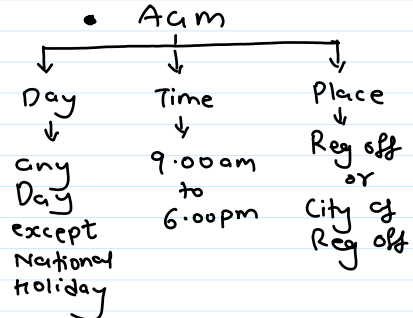 • Agm
Day
Time
Place
any
Day
except
National
Holiday
9.00am
to
6.00pm
Reg off
or
City of
Reg off